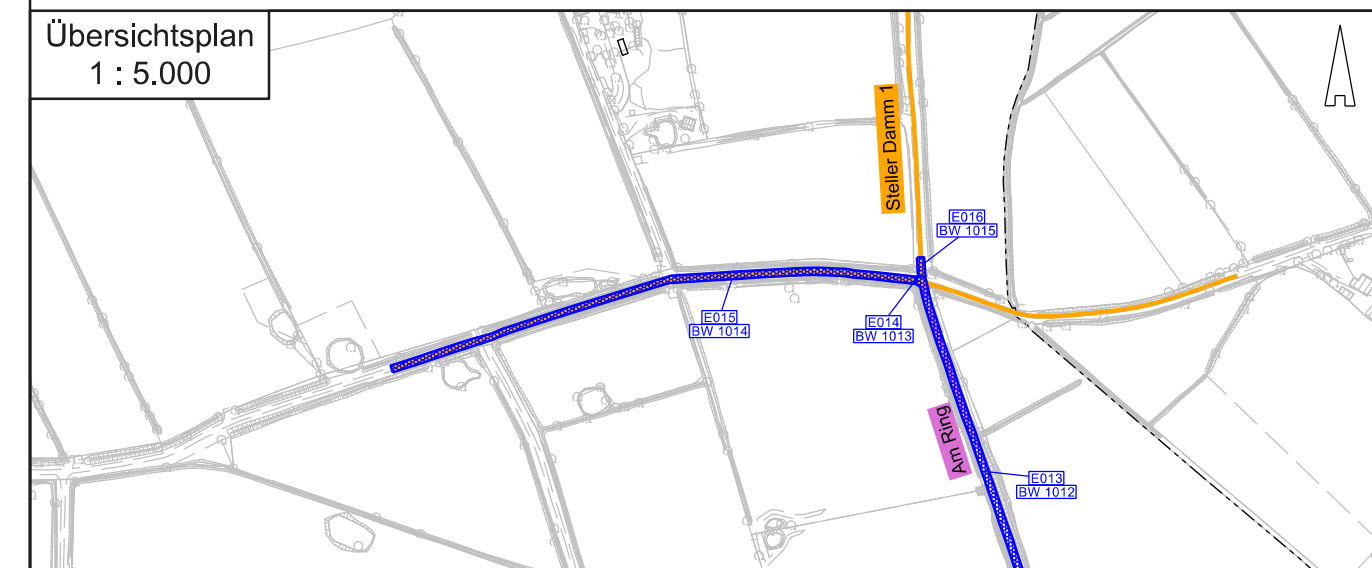 Übersichtsplan
1 : 5.000
Steller Damm 1
E016
BW 1015
E015
BW 1014
E014
BW 1013
Am Ring
E013
BW 1012